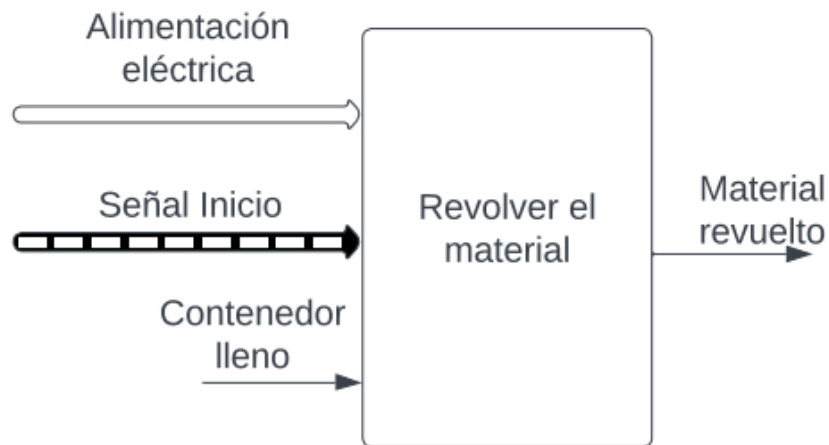 Alimentación
eléctrica
Señal Inicio
Contenedor
lleno
Revolver el
material
Material
revuelto